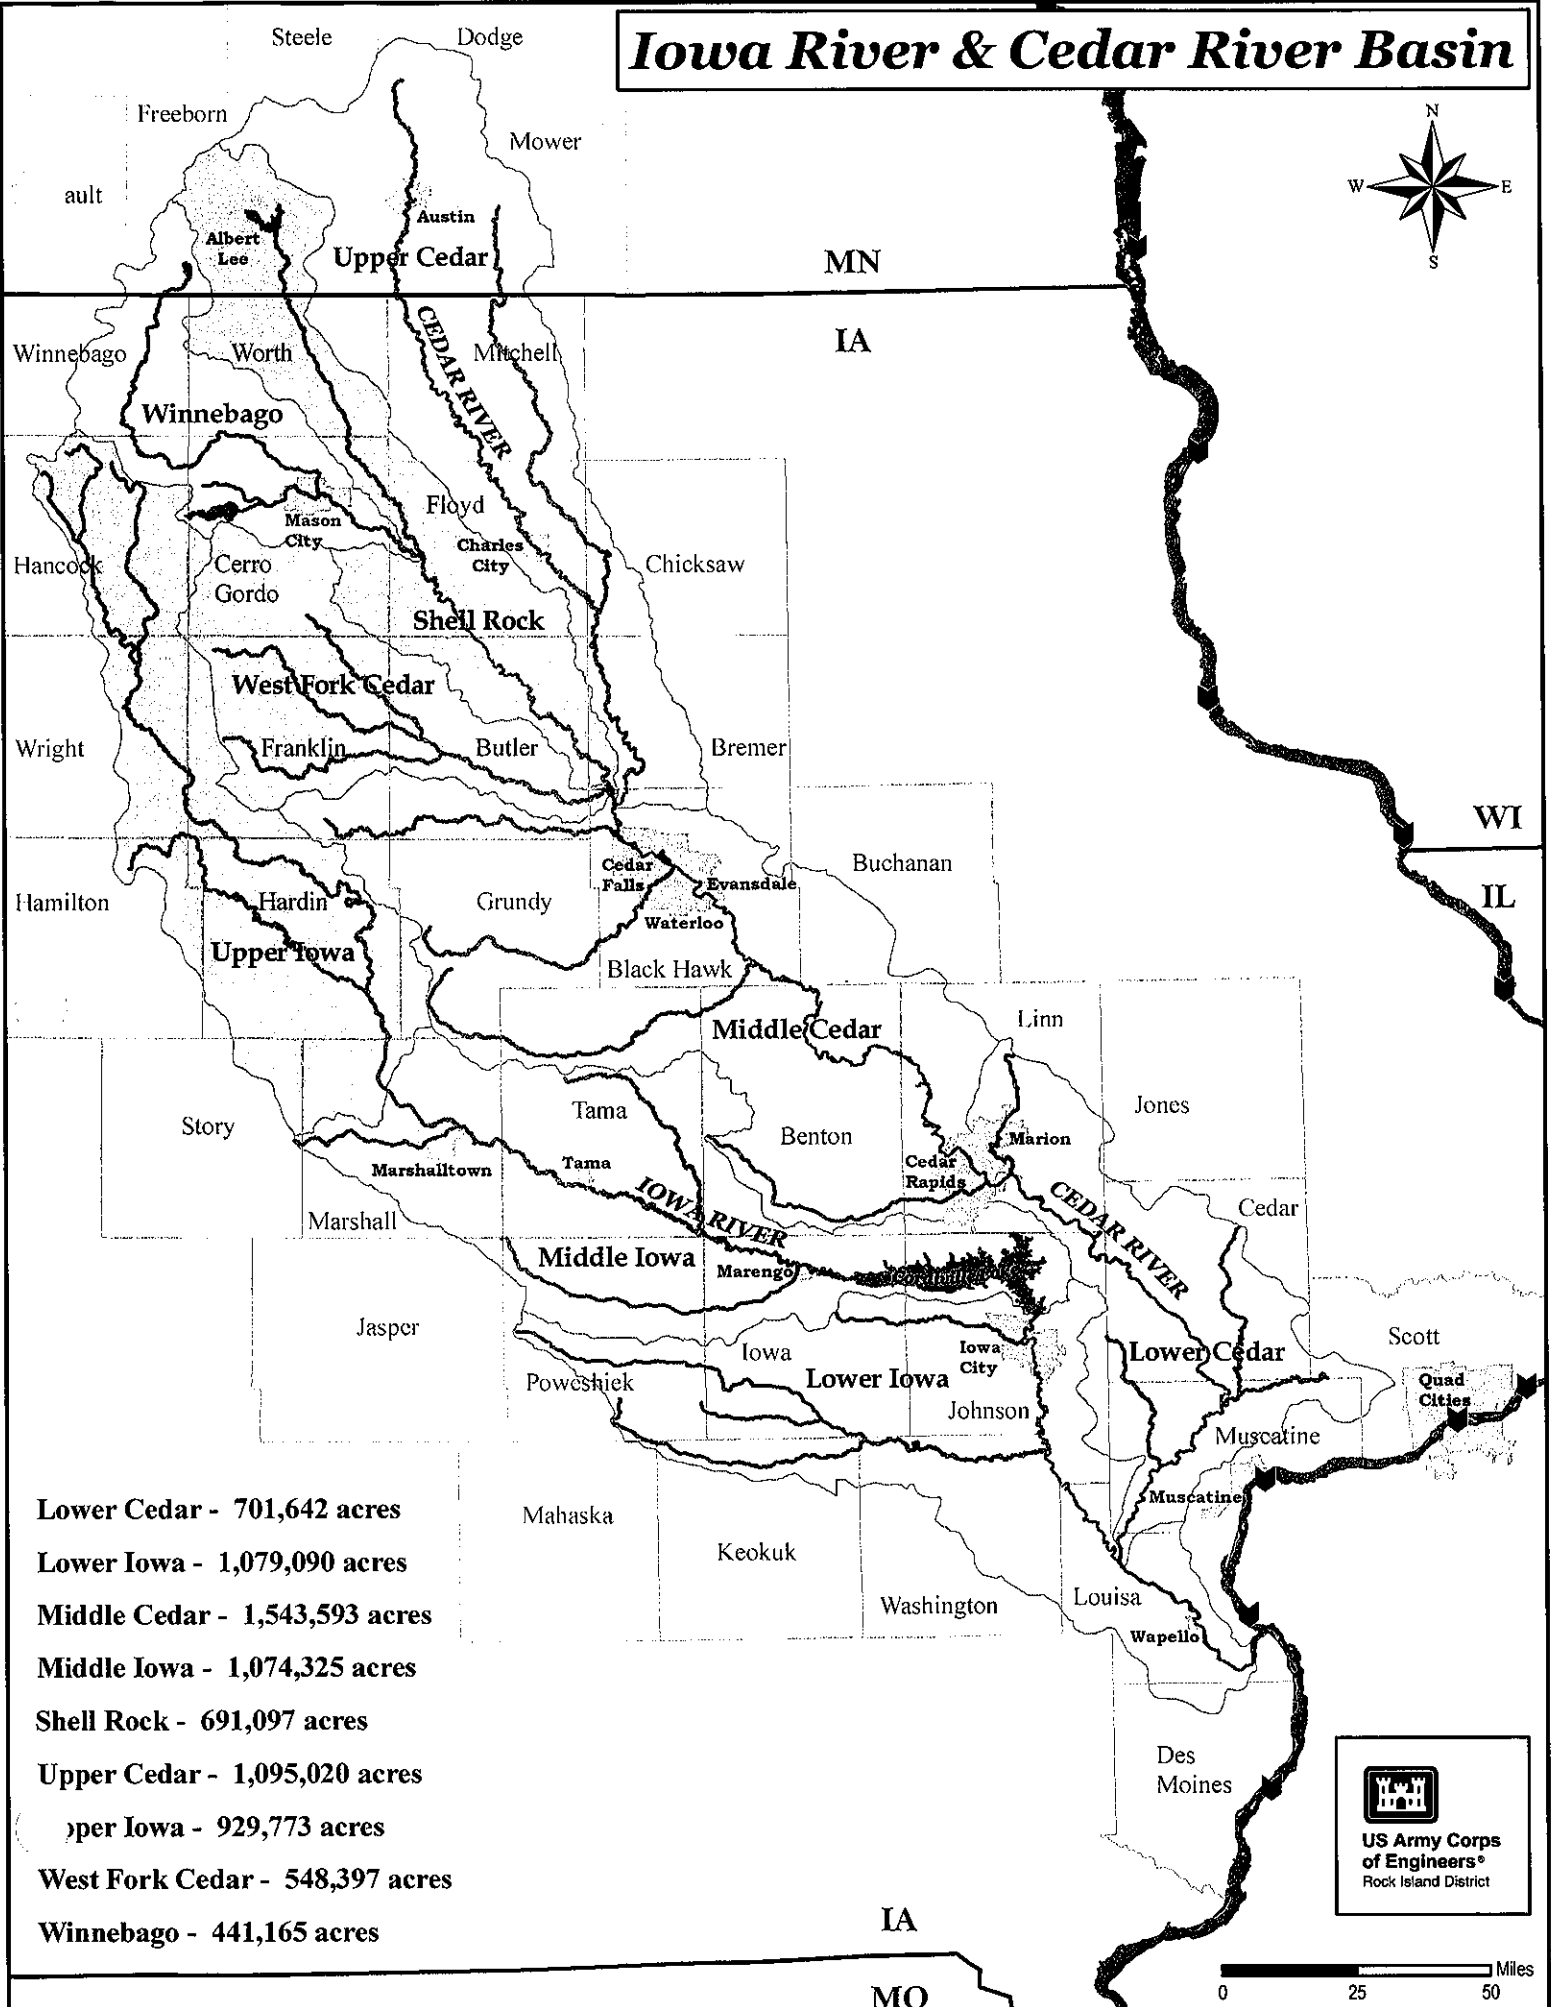 Iowa River & Cedar River Basin
Steele
Dodge
Freeborn
Mower
ault
N
W
E
S
Austin
Albert
Lee
Upper Cedar
MN
IA
CEDAR RIVER
Winnebago
Worth
Mitchell
Winnebago
Floyd
Mason
City
Charles
City
Hancock
Cerro
Gordo
Chicksaw
Shell Rock
West Fork Cedar
Wright
Franklin
Butler
Bremer
WI
Cedar
Falls
Evansdale
Buchanan
Hamilton
Hardin
Grundy
IL
Waterloo
Upper Iowa
Black Hawk
Middle Cedar
Linn
Tama
Jones
Story
Benton
Marion
Marshalltown
Tama
Cedar
Rapids
IOWA RIVER
CEDAR RIVER
Marshall
Cedar
Middle Iowa
Marengo
Jasper
Iowa
Iowa
City
Lower Cedar
Scott
Poweshiek
Lower Iowa
Quad
Cities
Johnson
Muscatine
Muscatine
Mahaska
Keokuk
Washington
Louisa
Wapello
Des
Moines
Lower Cedar - 701,642 acres
Lower Iowa - 1,079,090 acres
Middle Cedar - 1,543,593 acres
Middle Iowa - 1,074,325 acres
Shell Rock - 691,097 acres
Upper Cedar - 1,095,020 acres
pper Iowa - 929,773 acres
West Fork Cedar - 548,397 acres
Winnebago - 441,165 acres
US Army Corps
of Engineers®
Rock Island District
IA
MO
Miles
0 25 50